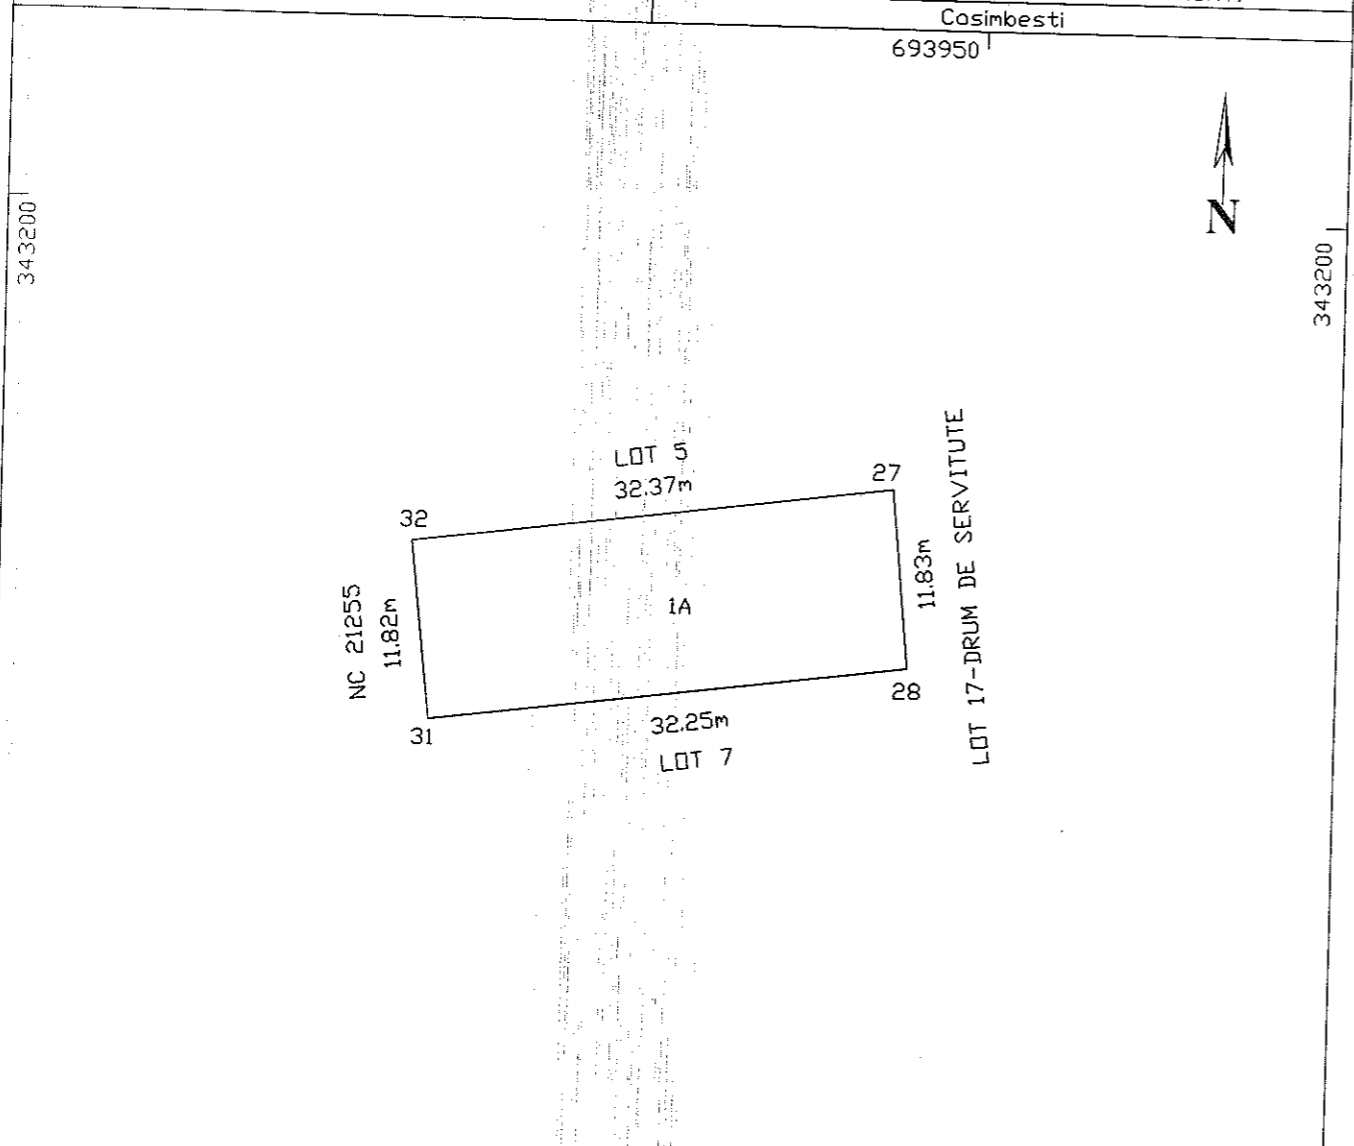 Cosimbesti
693950
N
343200
343200
LOT 5
32.37m
27
32
LOT 17-DRUM DE SERVITUTE
11.83m
NC 21255
11.82m
1A
28
31
32.25m
LOT 7